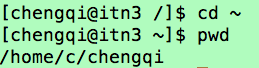 [chengqi@itn3 /]$ cd ~
[chengqi@itn3 ~]$ pwd
/home/c/chengqi